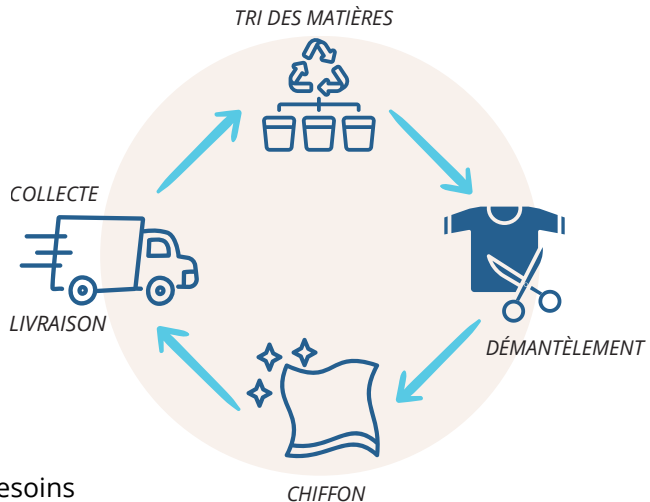 TRI DES MATIÈRES
COLLECTE
LIVRAISON
DÉMANTÈLEMENT
esoins
CHIFFON